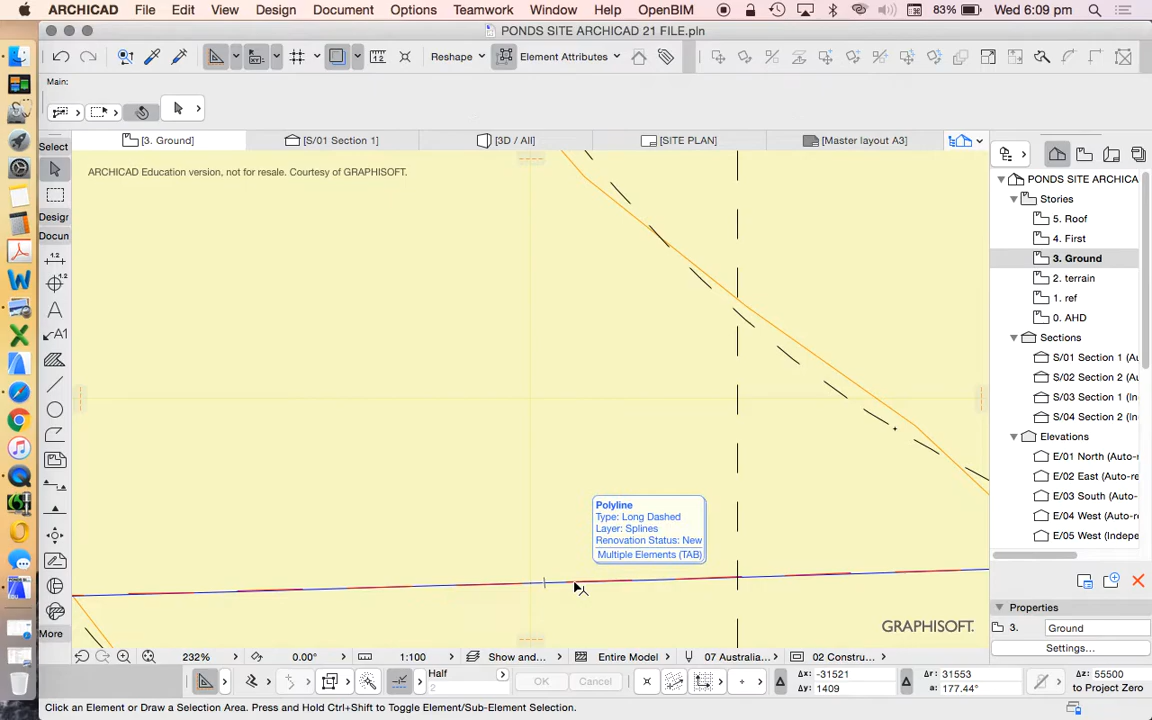 ARCHICAD File Edit View Design Document Options Teamwork Window Help OpenBIM 83% Wed 6:09 pm
PONDS SITE ARCHICAD 21 FILE.pln
Reshape Element Attributes
Main:
[3. Ground] [S/01 Section 1] [3D / All] [SITE PLAN] [Master layout A3]
Select
Design
Docun
1.2
1.2
A
A1
More
ARCHICAD Education version, not for resale. Courtesy of GRAPHISOFT.
Polyline
Type: Long Dashed
Layer: Splines
Renovation Status: New
Multiple Elements (TAB)
GRAPHISOFT.
PONDS SITE ARCHICA
Stories
5. Roof
4. First
3. Ground
2. terrain
1. ref
0. AHD
Sections
S/01 Section 1 (Au
S/02 Section 2 (Au
S/03 Section 1 (In
S/04 Section 2 (In
Elevations
E/01 North (Auto-r
E/02 East (Auto-re
E/03 South (Auto-r
E/04 West (Auto-re
E/05 West (Indepe
Properties
3. Ground
Settings...
232% 0.00° 1:100 Show and... Entire Model 07 Australia... 02 Constru...
Half
2
OK Cancel
Δx: -31521
Δy: 1409
Δr: 31553
a: 177.44°
Δz: 55500
to Project Zero
Click an Element or Draw a Selection Area. Press and Hold Ctrl+Shift to Toggle Element/Sub-Element Selection.